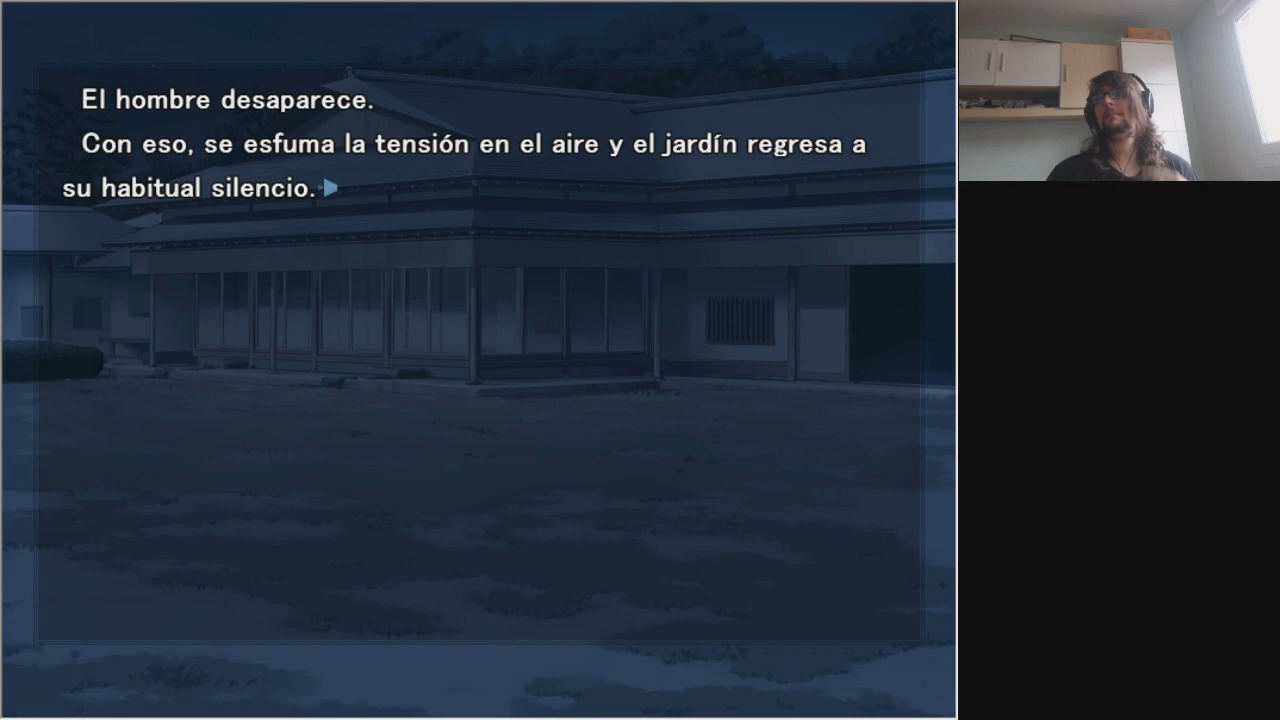 El hombre desaparece.
Con eso, se esfuma la tensión en el aire y el jardín regresa a
su habitual silencio.